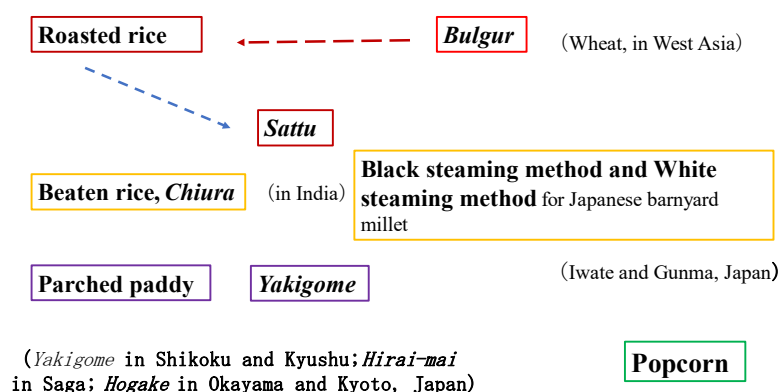 Roasted rice
Bulgur
(Wheat, in West Asia)
Sattu
Beaten rice, Chiura
(in India)
Black steaming method and White
steaming method for Japanese barnyard
millet
Parched paddy
Yakigome
(Iwate and Gunma, Japan)
(Yakigome in Shikoku and Kyushu;Hirai-mai
in Saga; Hogake in Okayama and Kyoto, Japan)
Popcorn